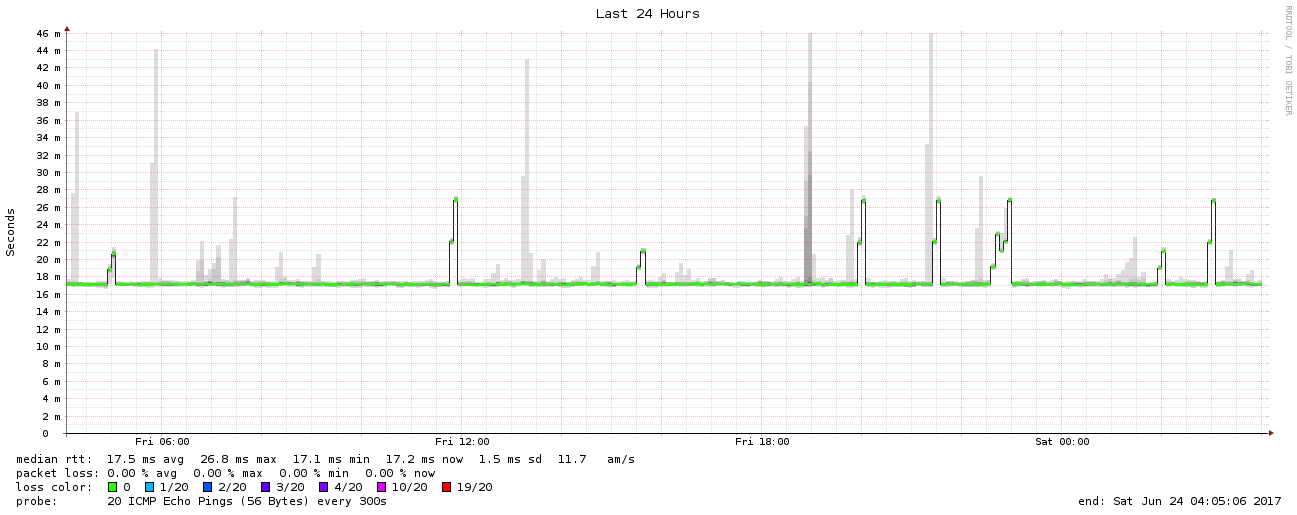 Last 24 Hours
RRDTOOL / TOBI OETIKER
Seconds
46 m
44 m
42 m
40 m
38 m
36 m
34 m
32 m
30 m
28 m
26 m
24 m
22 m
20 m
18 m
16 m
14 m
12 m
10 m
8 m
6 m
4 m
2 m
0
Fri 06:00 Fri 12:00 Fri 18:00 Sat 00:00
median rtt: 17.5 ms avg 26.8 ms max 17.1 ms min 17.2 ms now 1.5 ms sd 11.7 am/s
packet loss: 0.00 % avg 0.00 % max 0.00 % min 0.00 % now
loss color: 0 1/20 2/20 3/20 4/20 10/20 19/20
probe: 20 ICMP Echo Pings (56 Bytes) every 300s end: Sat Jun 24 04:05:06 2017